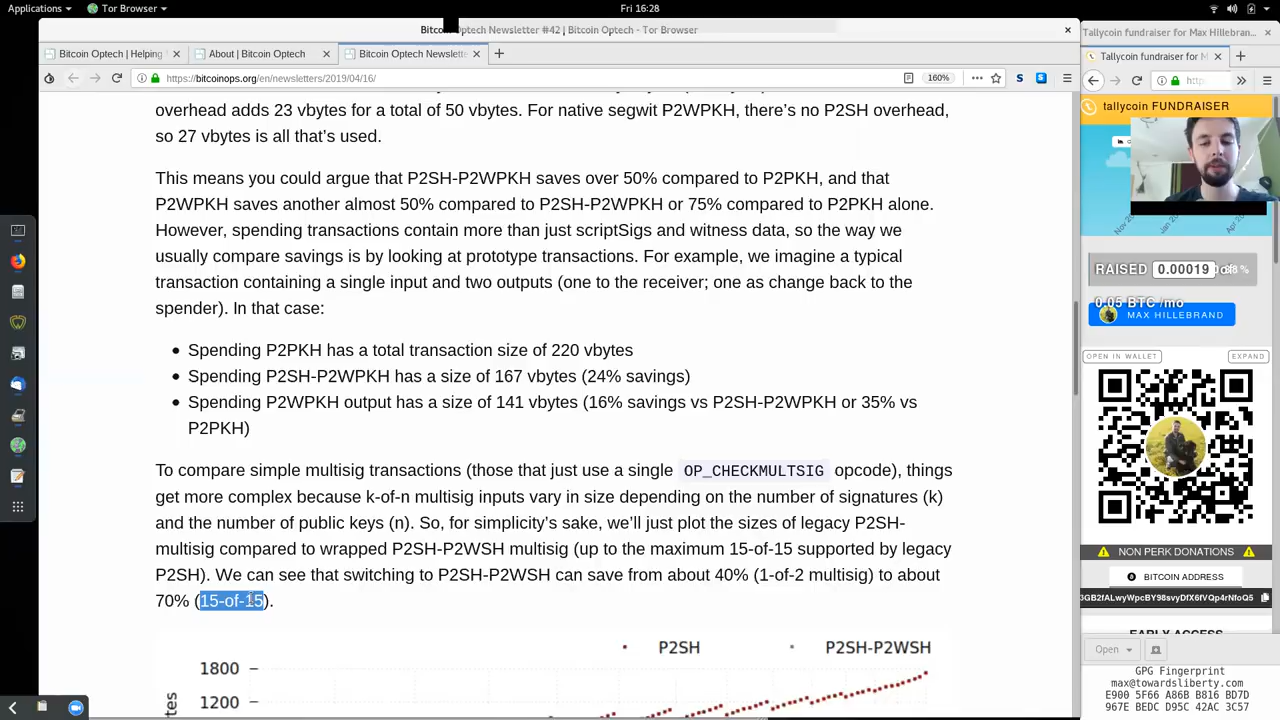 Applications
Tor Browser
Fri 16:28
Bitcoin Optech Newsletter #42 | Bitcoin Optech - Tor Browser
Tallycoin fundraiser for Max Hillebran…
Bitcoin Optech | Helping
About | Bitcoin Optech
Bitcoin Optech Newslett
Tallycoin fundraiser for M
https://bitcoinops.org/en/newsletters/2019/04/16/
160%
http
tallycoin FUNDRAISER
overhead adds 23 vbytes for a total of 50 vbytes. For native segwit P2WPKH, there's no P2SH overhead,
so 27 vbytes is all that's used.
This means you could argue that P2SH-P2WPKH saves over 50% compared to P2PKH, and that
P2WPKH saves another almost 50% compared to P2SH-P2WPKH or 75% compared to P2PKH alone.
However, spending transactions contain more than just scriptSigs and witness data, so the way we
usually compare savings is by looking at prototype transactions. For example, we imagine a typical
transaction containing a single input and two outputs (one to the receiver; one as change back to the
spender). In that case:
• Spending P2PKH has a total transaction size of 220 vbytes
• Spending P2SH-P2WPKH has a size of 167 vbytes (24% savings)
• Spending P2WPKH output has a size of 141 vbytes (16% savings vs P2SH-P2WPKH or 35% vs
P2PKH)
To compare simple multisig transactions (those that just use a single OP_CHECKMULTSIG opcode), things
get more complex because k-of-n multisig inputs vary in size depending on the number of signatures (k)
and the number of public keys (n). So, for simplicity's sake, we'll just plot the sizes of legacy P2SH-
multisig compared to wrapped P2SH-P2WSH multisig (up to the maximum 15-of-15 supported by legacy
P2SH). We can see that switching to P2SH-P2WSH can save from about 40% (1-of-2 multisig) to about
70% (15-of-15).
P2SH
P2SH-P2WSH
1800
1200
RAISED 0.00019
0.05 BTC /mo
MAX HILLEBRAND
OPEN IN WALLET
EXPAND
NON PERK DONATIONS
BITCOIN ADDRESS
3GB2fALwyWpcBY98svyDfX6fVQp4rNfoQ5
EARLY ACCESS
Open
GPG Fingerprint
max@towardsliberty.com
E900 5F66 A86B B816 BD7D
967E BEDC D95C 42AC 3C57